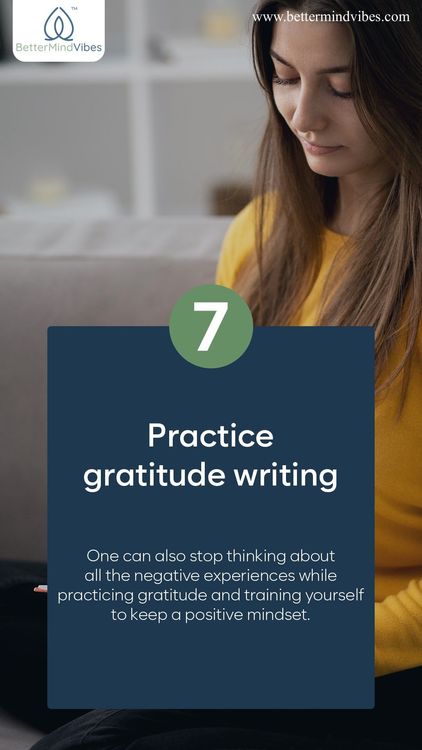 www.bettermindvibes.com
TM
BetterMindVibes
7
Practice
gratitude writing
One can also stop thinking about
all the negative experiences while
practicing gratitude and training yourself
to keep a positive mindset.